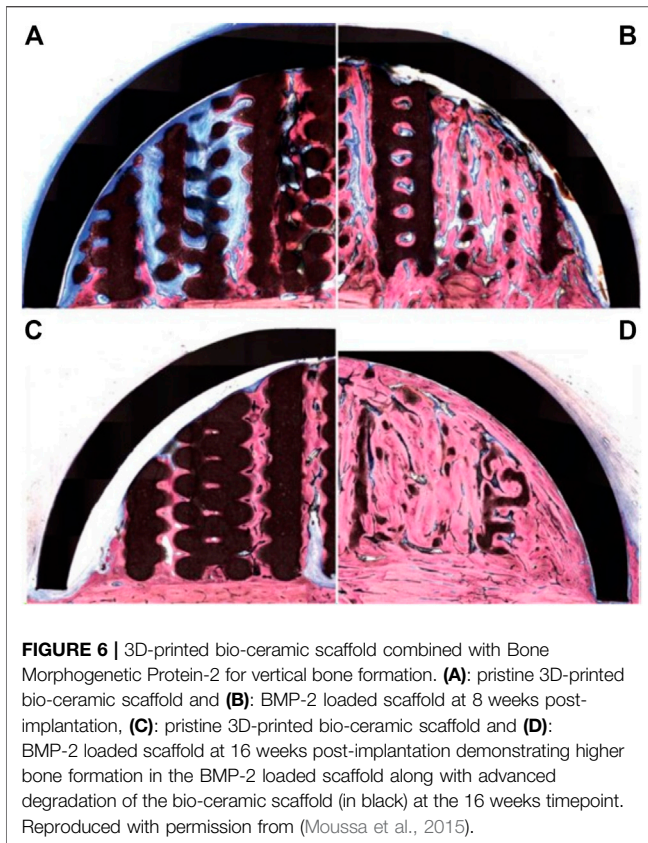 A
B
C
D
FIGURE 6 | 3D-printed bio-ceramic scaffold combined with Bone
Morphogenetic Protein-2 for vertical bone formation. (A): pristine 3D-printed
bio-ceramic scaffold and (B): BMP-2 loaded scaffold at 8 weeks post-
implantation, (C): pristine 3D-printed bio-ceramic scaffold and (D):
BMP-2 loaded scaffold at 16 weeks post-implantation demonstrating higher
bone formation in the BMP-2 loaded scaffold along with advanced
degradation of the bio-ceramic scaffold (in black) at the 16 weeks timepoint.
Reproduced with permission from (Moussa et al., 2015).